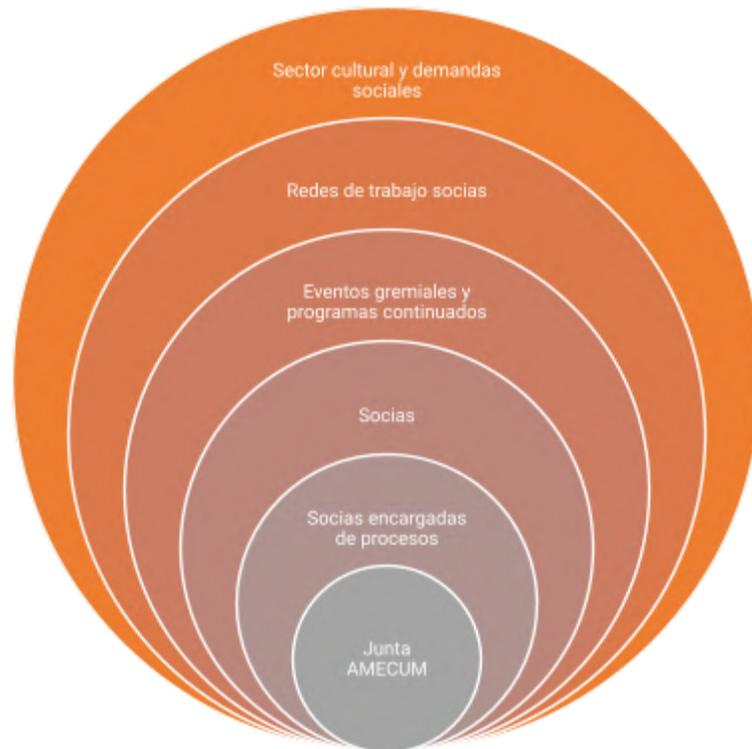 Sector cultural y demandas
sociales
Redes de trabajo socias
Eventos gremiales y
programas continuados
Socias
Socias encargadas
de procesos
Junta
AMECUM